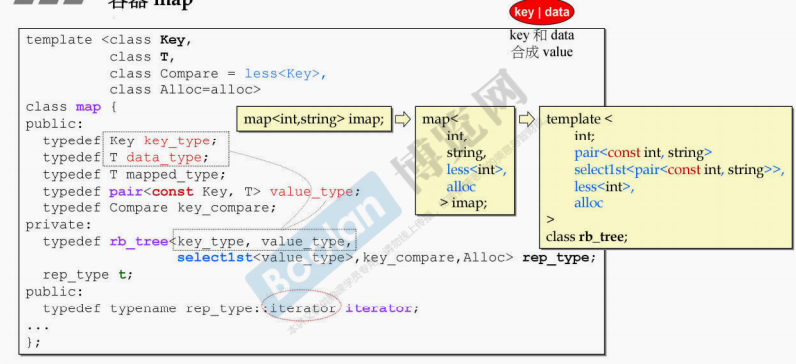 容器 map
key | data
key 和 data
合成 value
template <class Key,
class T,
class Compare = less<Key>,
class Alloc=alloc>
class map {
public:
typedef Key key_type;
typedef T data_type;
typedef T mapped_type;
typedef pair<const Key, T> value_type;
typedef Compare key_compare;
private:
typedef rb_tree<key_type, value_type,
select1st<value_type>,key_compare,Alloc> rep_type;
rep_type t;
public:
typedef typename rep_type::iterator iterator;
...
};
map<int,string> imap;
map<
int,
string,
less<int>,
alloc
> imap;
template <
int;
pair<const int, string>
select1st<pair<const int, string>>,
less<int>,
alloc
>
class rb_tree;
Boolan
博览网